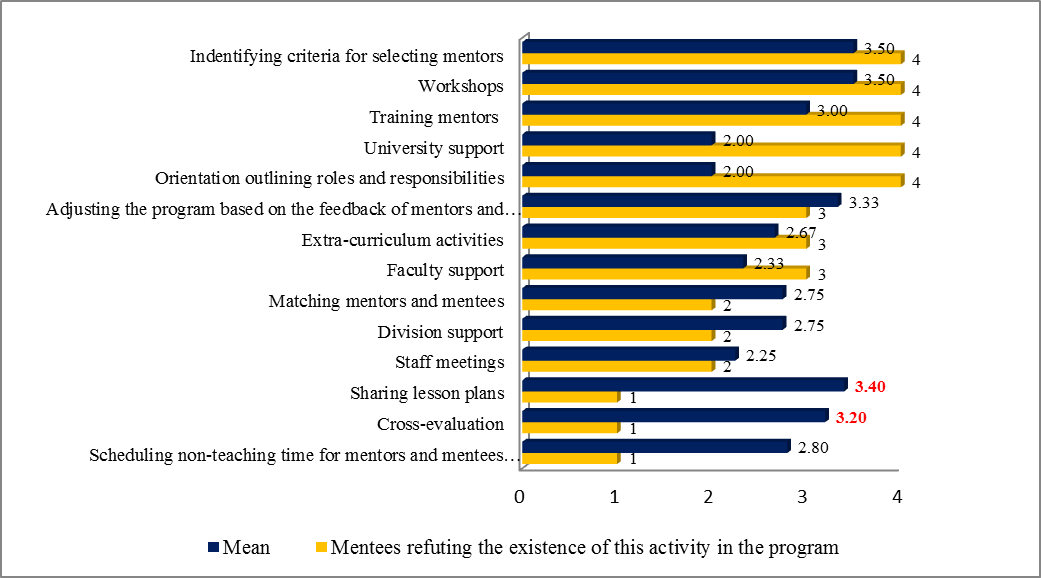 Indentifying criteria for selecting mentors 3.50
4
Workshops 3.50
4
Training mentors 3.00
4
University support 2.00
4
Orientation outlining roles and responsibilities 2.00
4
Adjusting the program based on the feedback of mentors and… 3.33
3
Extra-curriculum activities 2.67
3
Faculty support 2.33
3
Matching mentors and mentees 2.75
2
Division support 2.75
2
Staff meetings 2.25
2
Sharing lesson plans 3.40
1
Cross-evaluation 3.20
1
Scheduling non-teaching time for mentors and mentees… 2.80
1
0 1 2 3 4
Mean Mentees refuting the existence of this activity in the program